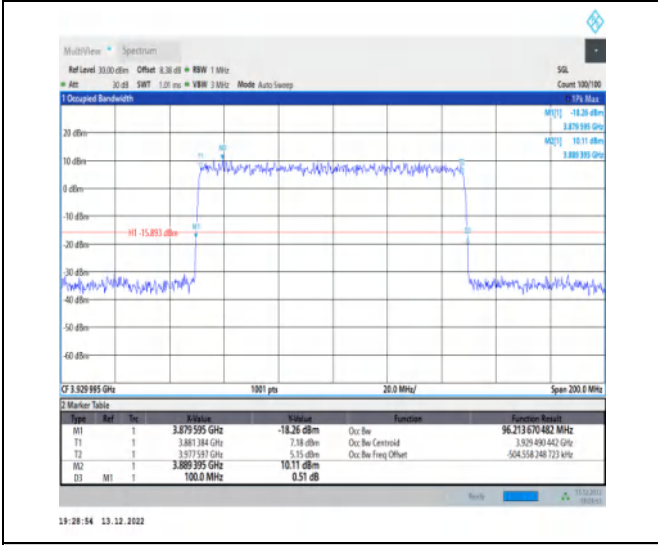 MultiView Spectrum
Ref Level 30.00 dBm Offset 8.38 dB RBW 1 MHz SGL
Att 30 dB SWT 1.01 ms VBW 3 MHz Mode Auto Sweep Count 100/100
1 Occupied Bandwidth 1Pk Max
M1[1] -18.26 dBm
3.879 595 GHz
M2[1] 10.11 dBm
3.889 395 GHz
20 dBm
M2
T1
10 dBm
0 dBm
-10 dBm
M1
H1 -15.893 dBm
D3
-20 dBm
-30 dBm
-40 dBm
-50 dBm
-60 dBm
CF 3.929 995 GHz 1001 pts 20.0 MHz/ Span 200.0 MHz
2 Marker Table
Type Ref Trc X-Value Y-Value Function Function Result
M1 1 3.879 595 GHz -18.26 dBm Occ Bw 96.213 670 482 MHz
T1 1 3.881 384 GHz 7.18 dBm Occ Bw Centroid 3.929 490 442 GHz
T2 1 3.977 597 GHz 5.15 dBm Occ Bw Freq Offset -504.558 248 723 kHz
M2 1 3.889 395 GHz 10.11 dBm
D3 M1 1 100.0 MHz 0.51 dB
Ready 13.12.2022
19:28:54 13.12.2022